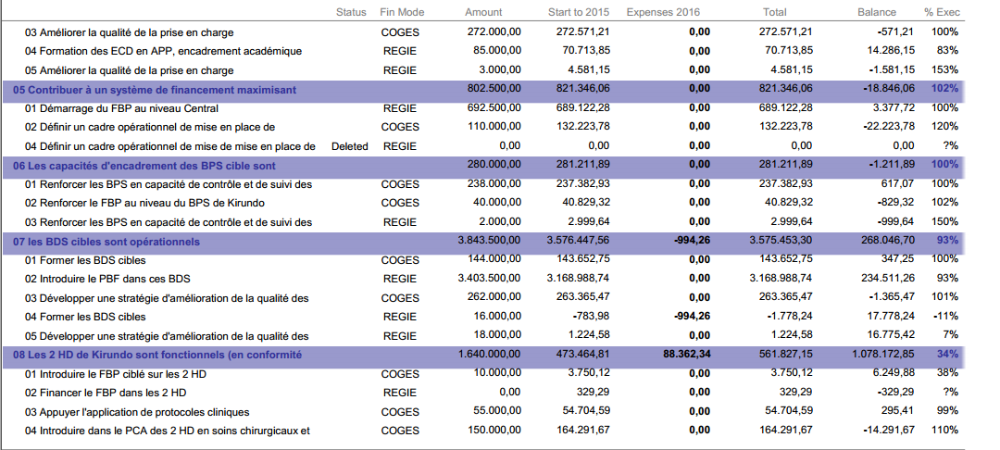 Status Fin Mode Amount Start to 2015 Expenses 2016 Total Balance % Exec
03 Améliorer la qualité de la prise en charge COGES 272.000,00 272.571,21 0,00 272.571,21 -571,21 100%
04 Formation des ECD en APP, encadrement académique REGIE 85.000,00 70.713,85 0,00 70.713,85 14.286,15 83%
05 Améliorer la qualité de la prise en charge REGIE 3.000,00 4.581,15 0,00 4.581,15 -1.581,15 153%
05 Contribuer à un système de financement maximisant 802.500,00 821.346,06 0,00 821.346,06 -18.846,06 102%
01 Démarrage du FBP au niveau Central REGIE 692.500,00 689.122,28 0,00 689.122,28 3.377,72 100%
02 Définir un cadre opérationnel de mise en place de COGES 110.000,00 132.223,78 0,00 132.223,78 -22.223,78 120%
04 Définir un cadre opérationnel de mise de mise en place de Deleted REGIE 0,00 0,00 0,00 0,00 0,00 ?%
06 Les capacités d'encadrement des BPS cible sont 280.000,00 281.211,89 0,00 281.211,89 -1.211,89 100%
01 Renforcer les BPS en capacité de contrôle et de suivi des COGES 238.000,00 237.382,93 0,00 237.382,93 617,07 100%
02 Renforcer le FBP au niveau du BPS de Kirundo COGES 40.000,00 40.829,32 0,00 40.829,32 -829,32 102%
03 Renforcer les BPS en capacité de contrôle et de suivi des REGIE 2.000,00 2.999,64 0,00 2.999,64 -999,64 150%
07 les BDS cibles sont opérationnels 3.843.500,00 3.576.447,56 -994,26 3.575.453,30 268.046,70 93%
01 Former les BDS cibles COGES 144.000,00 143.652,75 0,00 143.652,75 347,25 100%
02 Introduire le PBF dans ces BDS REGIE 3.403.500,00 3.168.988,74 0,00 3.168.988,74 234.511,26 93%
03 Développer une stratégie d'amélioration de la qualité des COGES 262.000,00 263.365,47 0,00 263.365,47 -1.365,47 101%
04 Former les BDS cibles REGIE 16.000,00 -783,98 -994,26 -1.778,24 17.778,24 -11%
05 Développer une stratégie d'amélioration de la qualité des REGIE 18.000,00 1.224,58 0,00 1.224,58 16.775,42 7%
08 Les 2 HD de Kirundo sont fonctionnels (en conformité 1.640.000,00 473.464,81 88.362,34 561.827,15 1.078.172,85 34%
01 Introduire le FBP ciblé sur les 2 HD COGES 10.000,00 3.750,12 0,00 3.750,12 6.249,88 38%
02 Financer le FBP dans les 2 HD REGIE 0,00 329,29 0,00 329,29 -329,29 ?%
03 Appuyer l'application de protocoles cliniques COGES 55.000,00 54.704,59 0,00 54.704,59 295,41 99%
04 Introduire dans le PCA des 2 HD en soins chirurgicaux et COGES 150.000,00 164.291,67 0,00 164.291,67 -14.291,67 110%